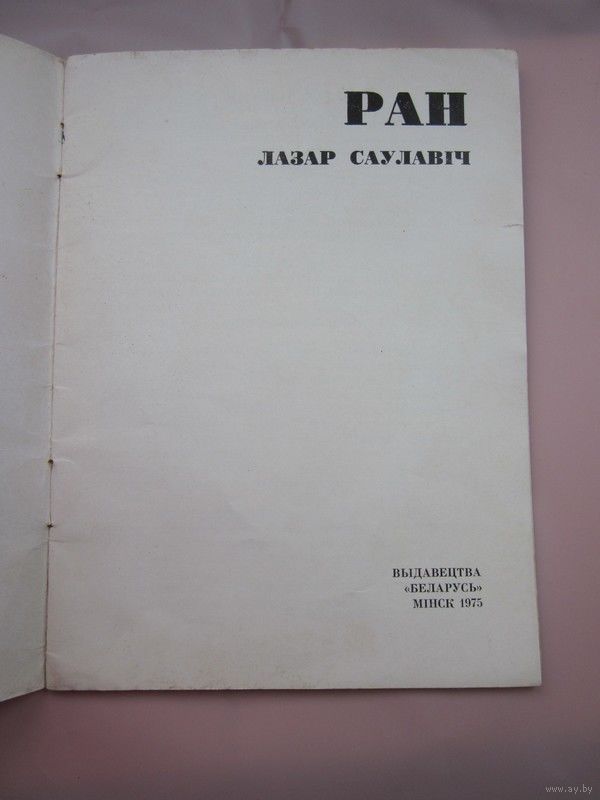 РАН
ЛАЗАР САУЛАВІЧ
ВЫДАВЕЦТВА
«БЕЛАРУСЬ»
МІНСК 1975
www.ay.by